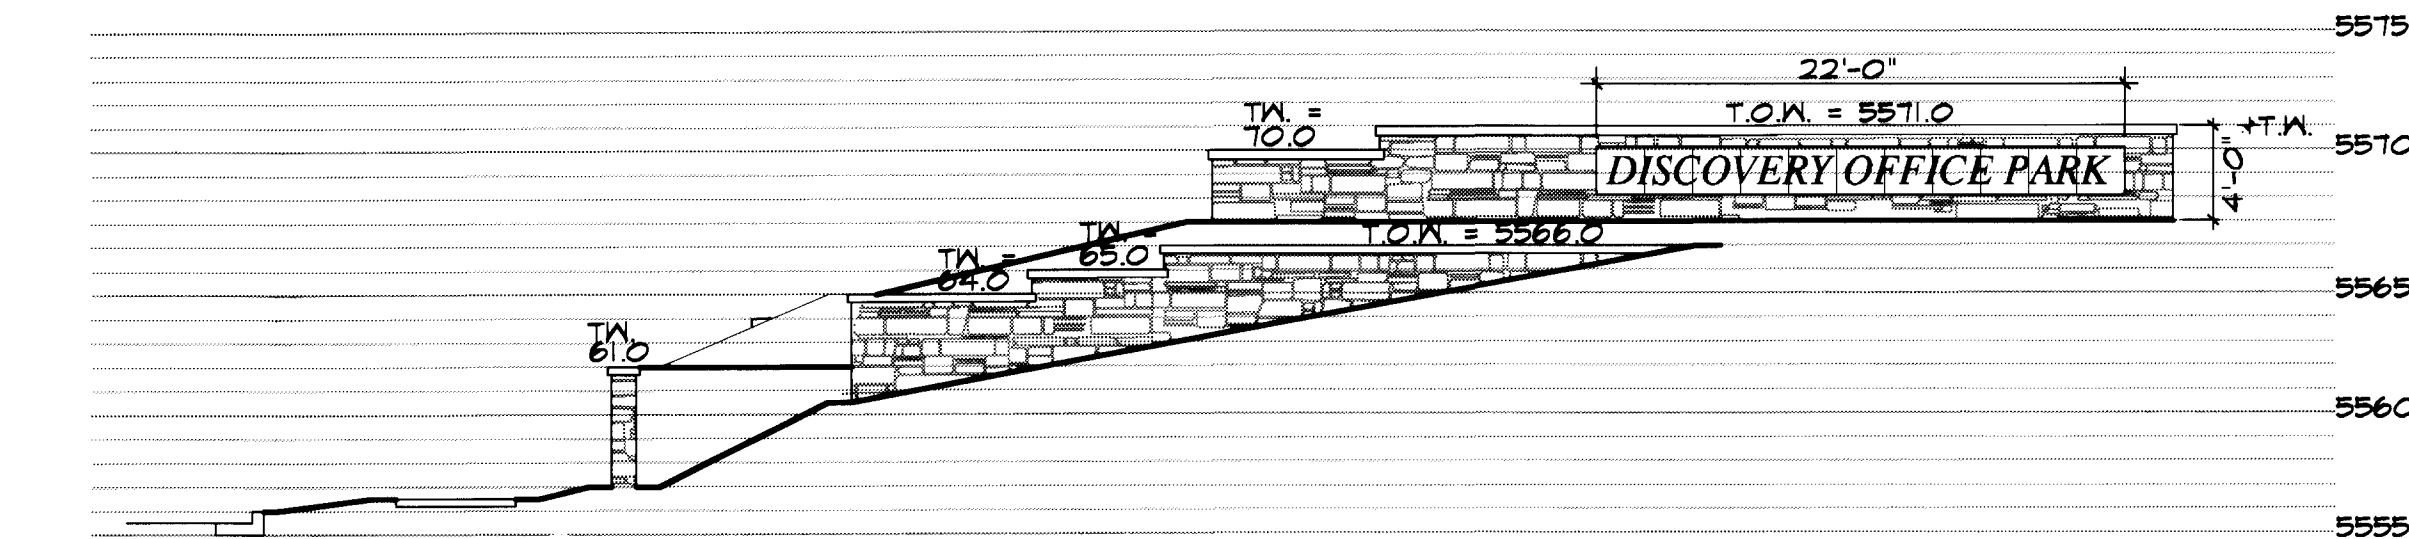 5575
22'-0"
TW. =
70.0
T.O.W. = 5571.0
T.W.
5570
DISCOVERY OFFICE PARK
4'-0"
TW. =
65.0
T.O.W. = 5566.0
TW. =
64.0
5565
TW.
61.0
5560
5555